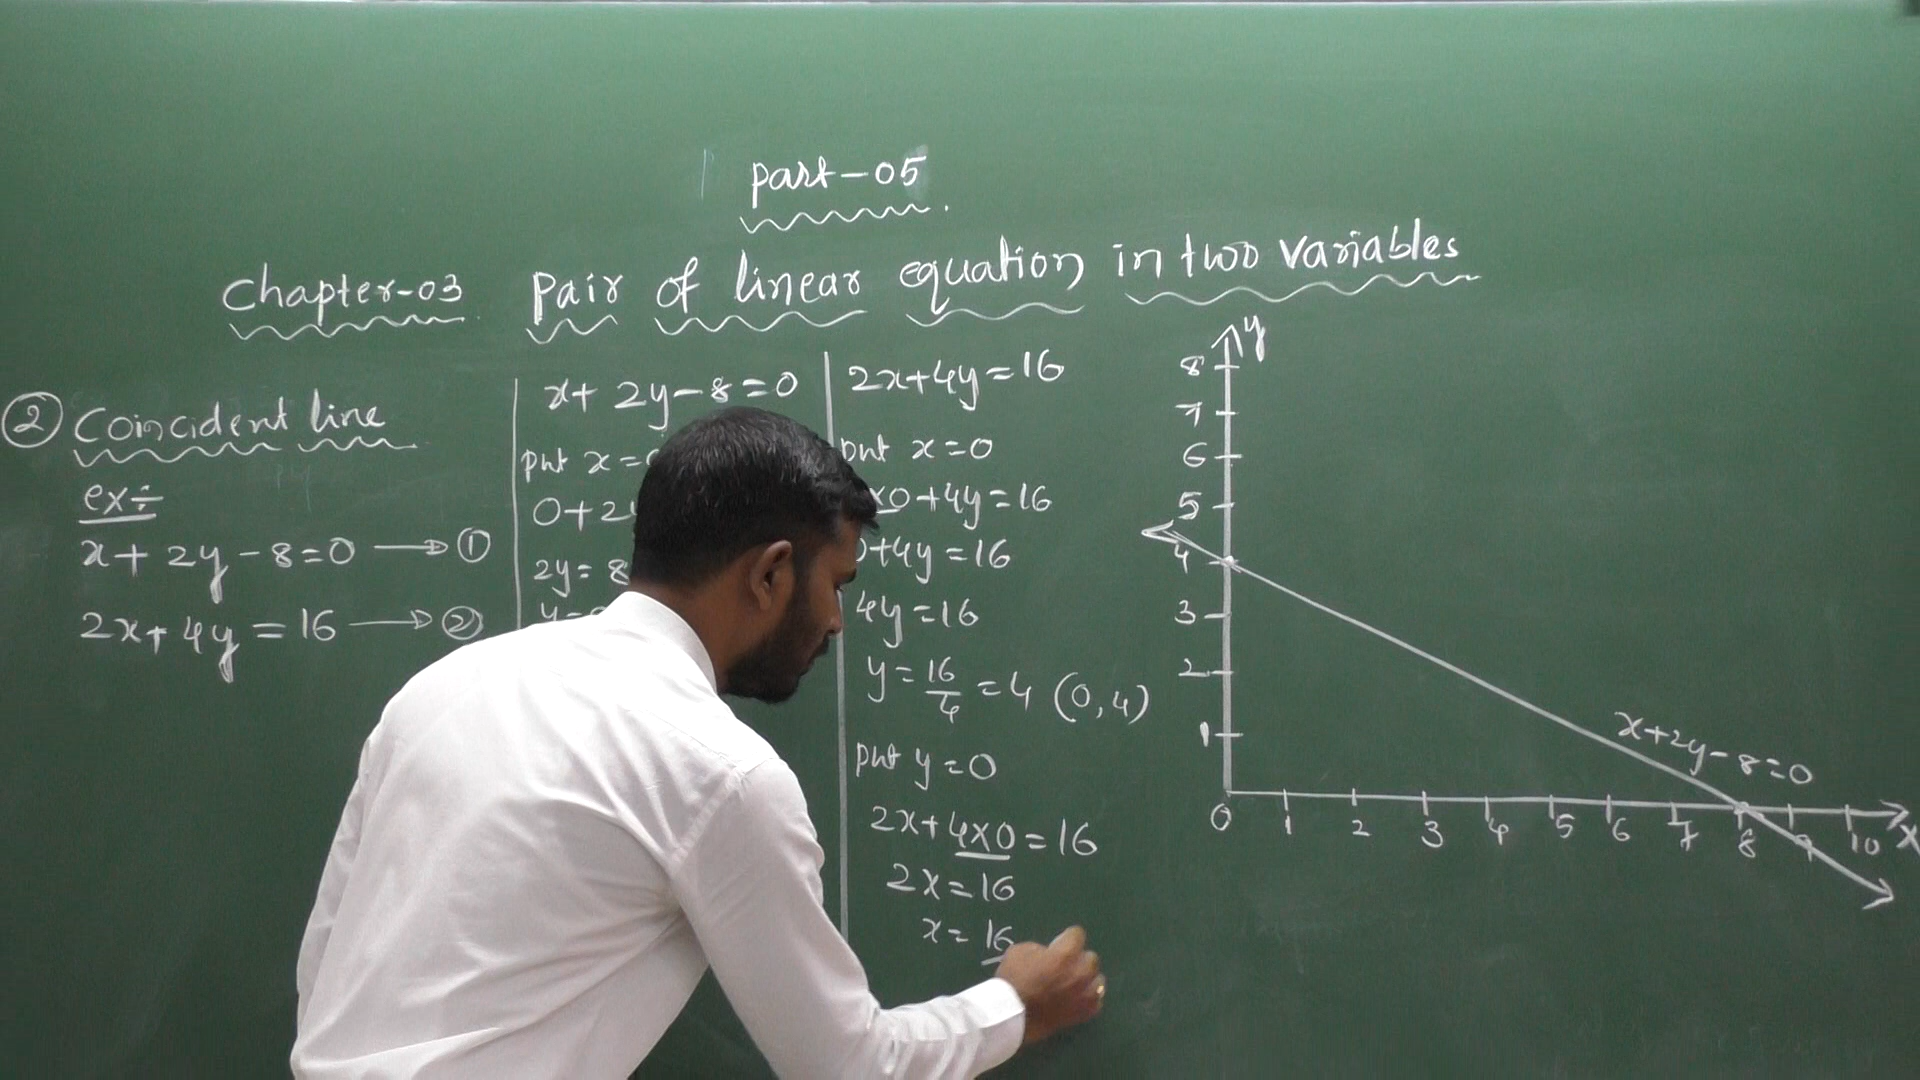 Part-05
Chapter-03 Pair of linear equation in two variables
② Coincident line
ex÷
x + 2y - 8 = 0 → ①
2x + 4y = 16 → ②
x + 2y - 8 = 0
put x =
0 + 2
2y = 8
y =
2x + 4y = 16
put x = 0
x0 + 4y = 16
0 + 4y = 16
4y = 16
y = 16/4 = 4 (0,4)
put y = 0
2x + 4x0 = 16
2x = 16
x = 16
y
8
7
6
5
4
3
2
1
x + 2y - 8 = 0
0 1 2 3 4 5 6 7 8 9 10 X